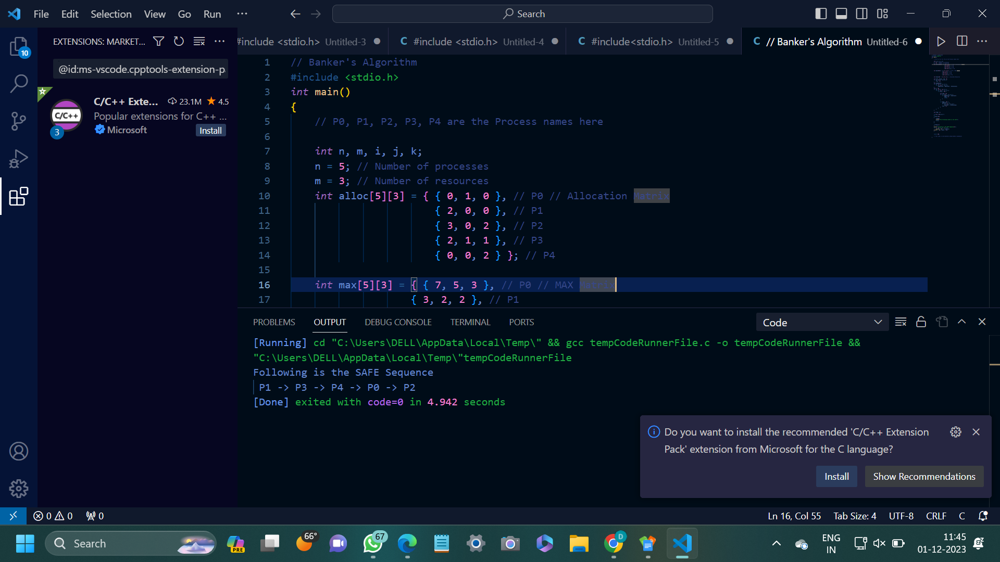 File Edit Selection View Go Run ···
Search
EXTENSIONS: MARKET... ···
#include <stdio.h> Untitled-3
C #include <stdio.h> Untitled-4
C #include<stdio.h> Untitled-5
C // Banker's Algorithm Untitled-6
10
@id:ms-vscode.cpptools-extension-p
C/C++ Exte... 23.1M 4.5
C/C++
Popular extensions for C++ ...
3
Microsoft Install
1 // Banker's Algorithm
2 #include <stdio.h>
3 int main()
4 {
5 // P0, P1, P2, P3, P4 are the Process names here
6
7 int n, m, i, j, k;
8 n = 5; // Number of processes
9 m = 3; // Number of resources
10 int alloc[5][3] = { { 0, 1, 0 }, // P0 // Allocation Matrix
11 { 2, 0, 0 }, // P1
12 { 3, 0, 2 }, // P2
13 { 2, 1, 1 }, // P3
14 { 0, 0, 2 } }; // P4
15
16 int max[5][3] = { { 7, 5, 3 }, // P0 // MAX Matrix
17 { 3, 2, 2 }, // P1
PROBLEMS OUTPUT DEBUG CONSOLE TERMINAL PORTS
Code
[Running] cd "C:\Users\DELL\AppData\Local\Temp\" && gcc tempCodeRunnerFile.c -o tempCodeRunnerFile &&
"C:\Users\DELL\AppData\Local\Temp\"tempCodeRunnerFile
Following is the SAFE Sequence
P1 -> P3 -> P4 -> P0 -> P2
[Done] exited with code=0 in 4.942 seconds
Do you want to install the recommended 'C/C++ Extension
Pack' extension from Microsoft for the C language?
Install Show Recommendations
0 0 0
Ln 16, Col 55 Tab Size: 4 UTF-8 CRLF C
Search
PRE
66°
67
D
ENG
IN
11:45
01-12-2023